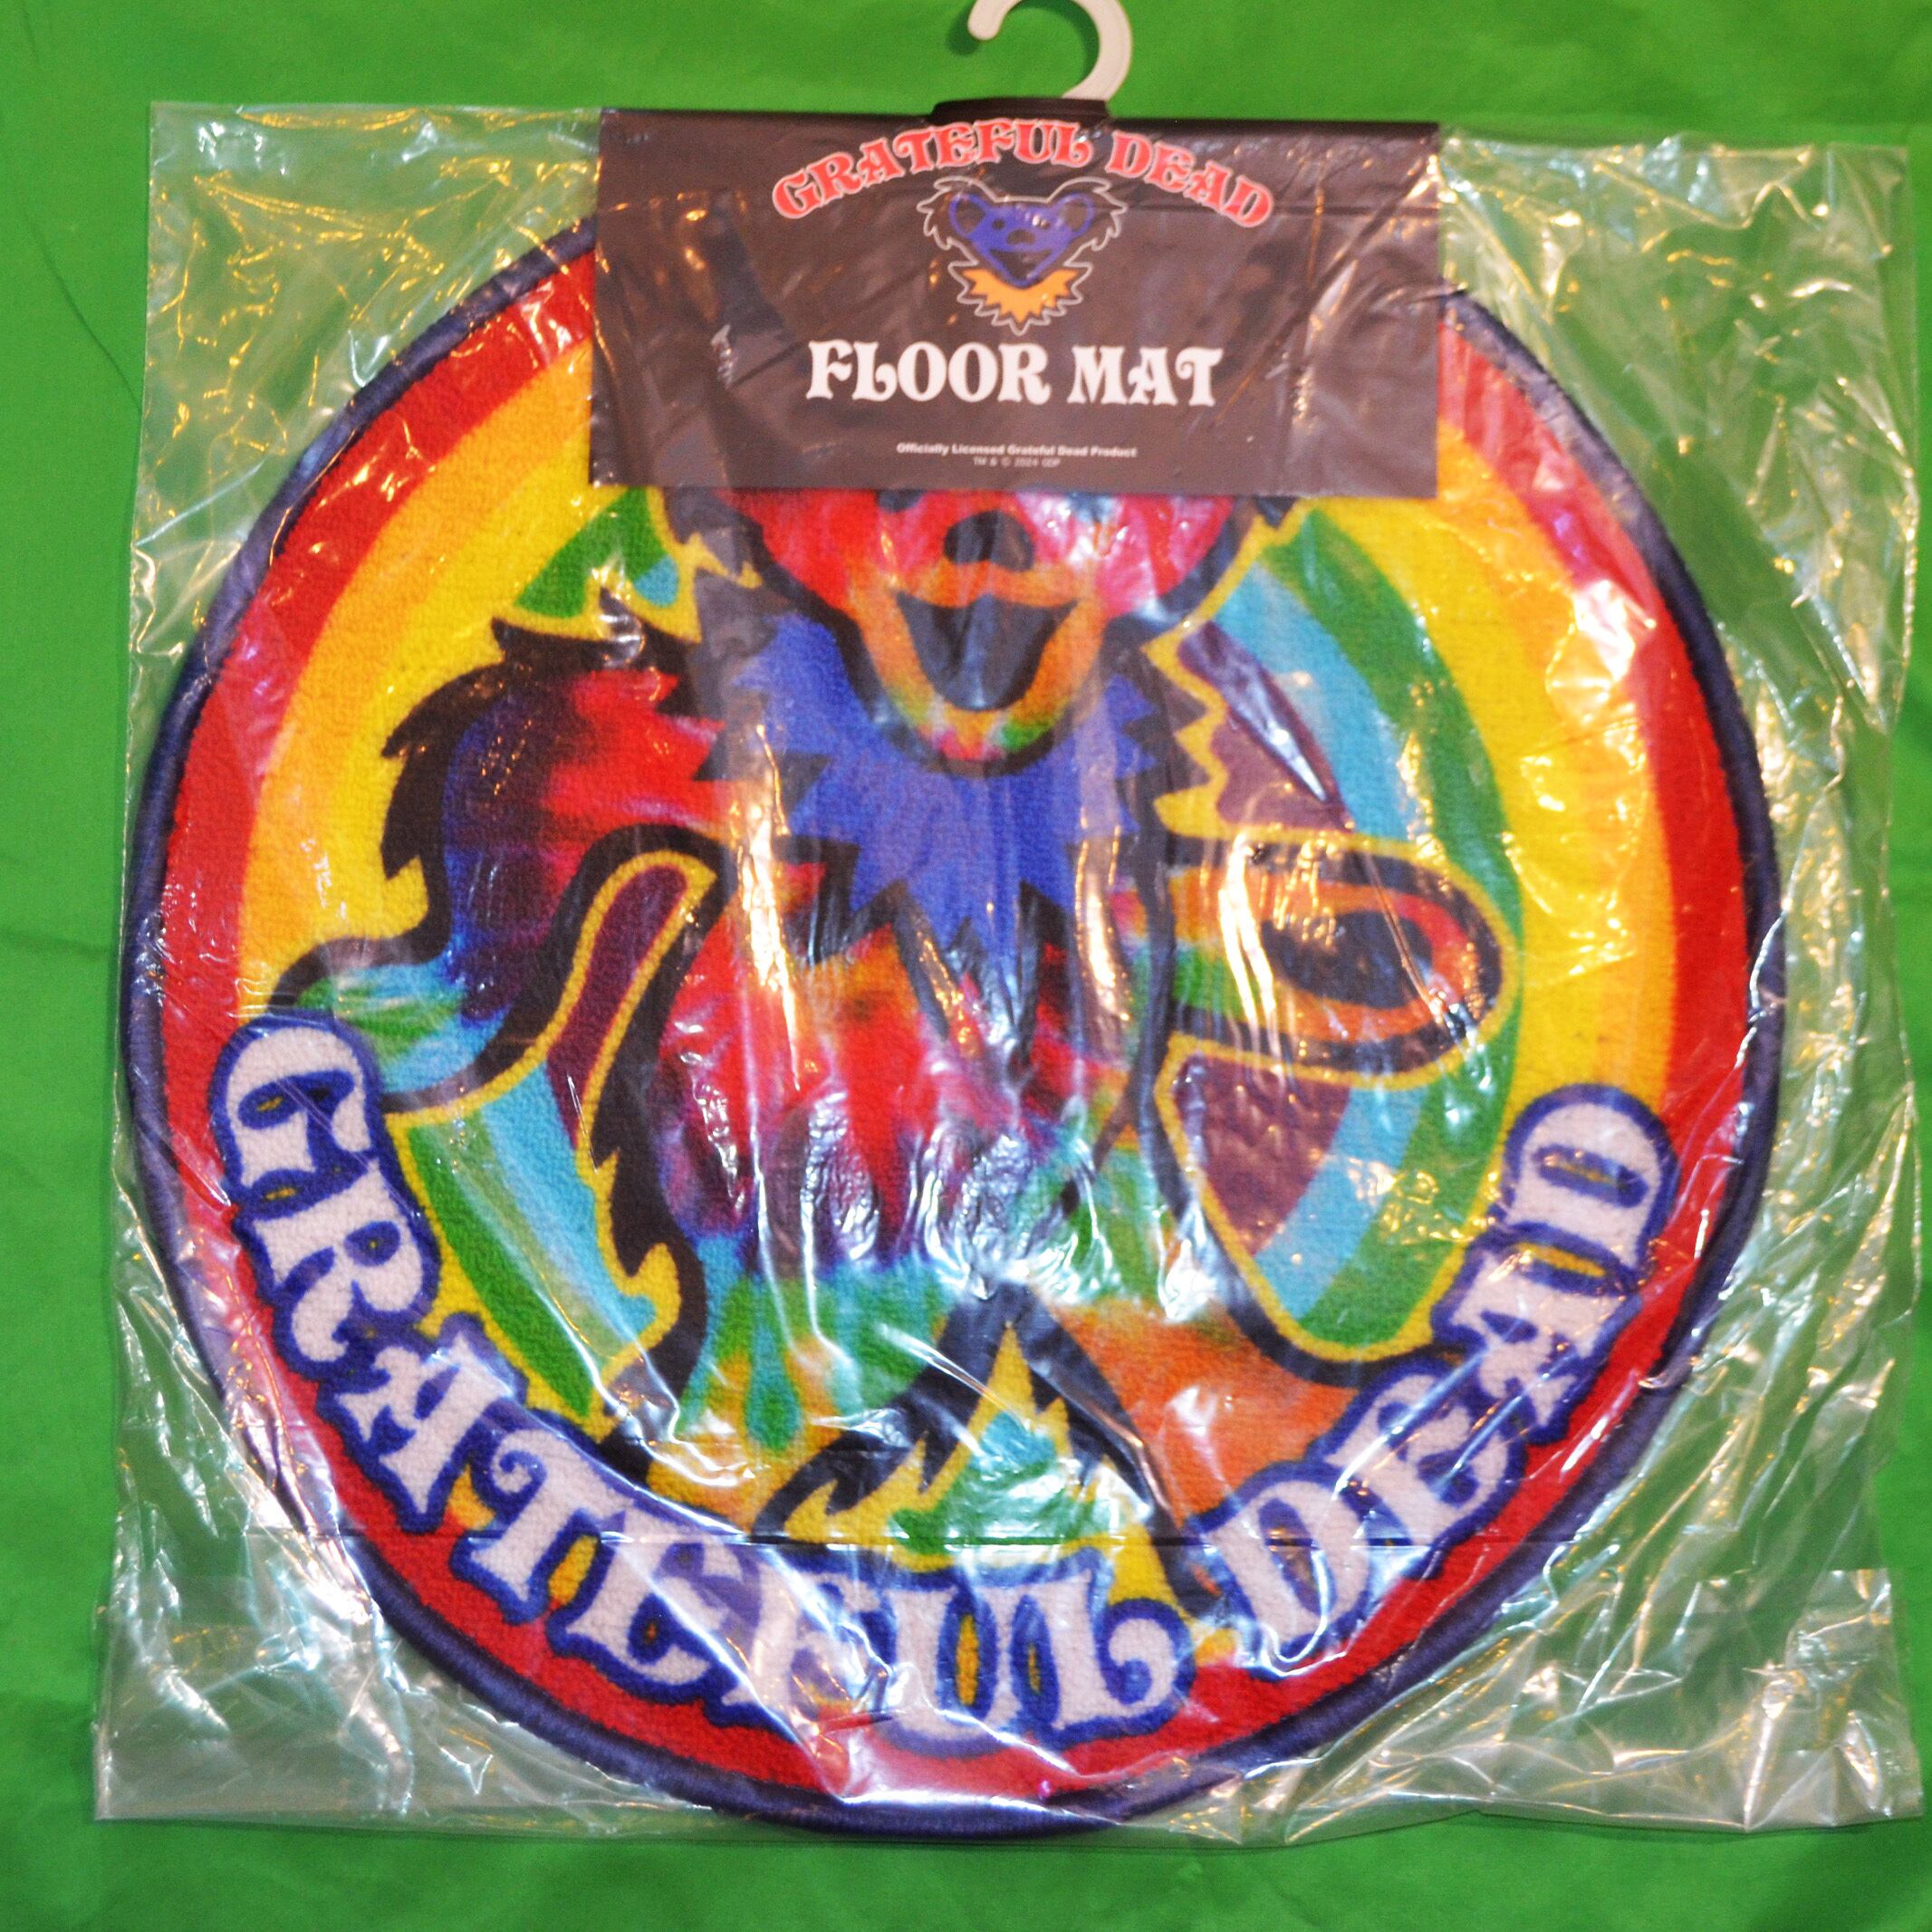 GRATEFUL DEAD
FLOOR MAT
Officially Licensed Grateful Dead Product
TM & © 2024 GDP
GRATEFUL DEAD